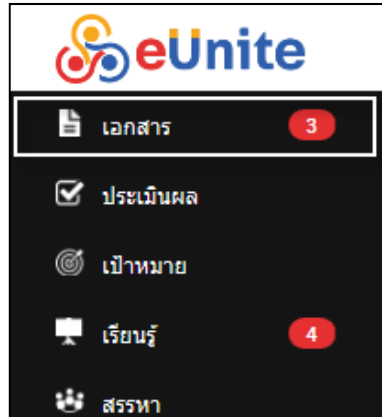 eUnite
เอกสาร 3
ประเมินผล
เป้าหมาย
เรียนรู้ 4
สรรหา